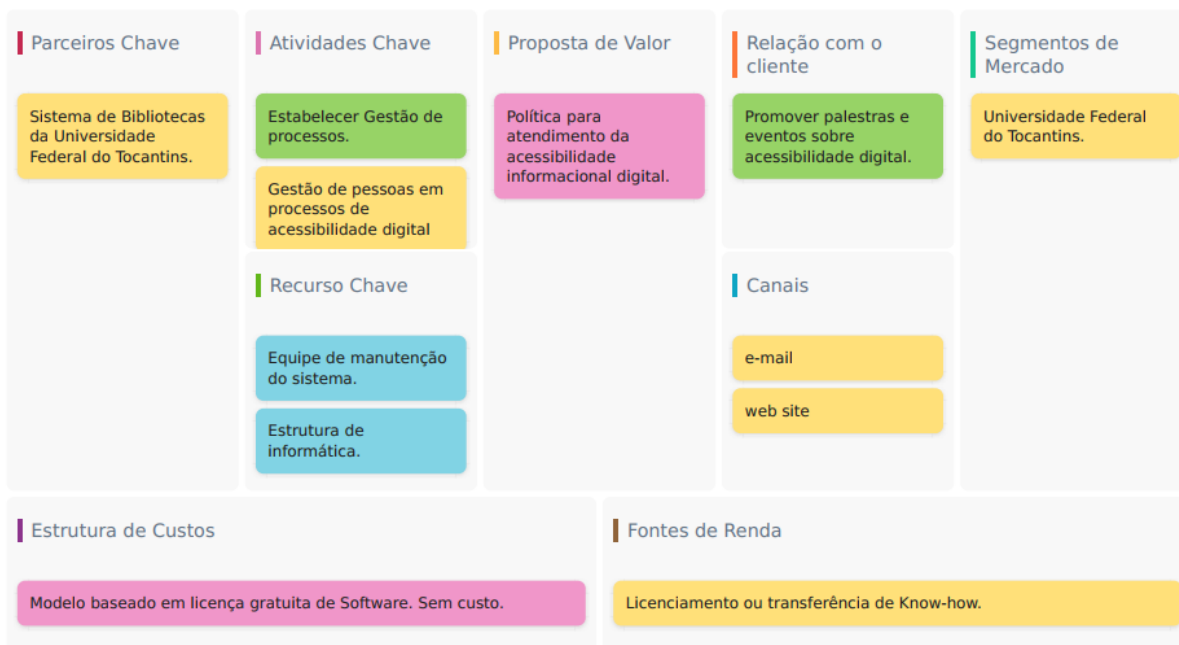 Parceiros Chave
Sistema de Bibliotecas
da Universidade
Federal do Tocantins.
Atividades Chave
Estabelecer Gestão de
processos.
Gestão de pessoas em
processos de
acessibilidade digital
Recurso Chave
Equipe de manutenção
do sistema.
Estrutura de
informática.
Proposta de Valor
Política para
atendimento da
acessibilidade
informacional digital.
Relação com o
cliente
Promover palestras e
eventos sobre
acessibilidade digital.
Canais
e-mail
web site
Segmentos de
Mercado
Universidade Federal
do Tocantins.
Estrutura de Custos
Modelo baseado em licença gratuita de Software. Sem custo.
Fontes de Renda
Licenciamento ou transferência de Know-how.